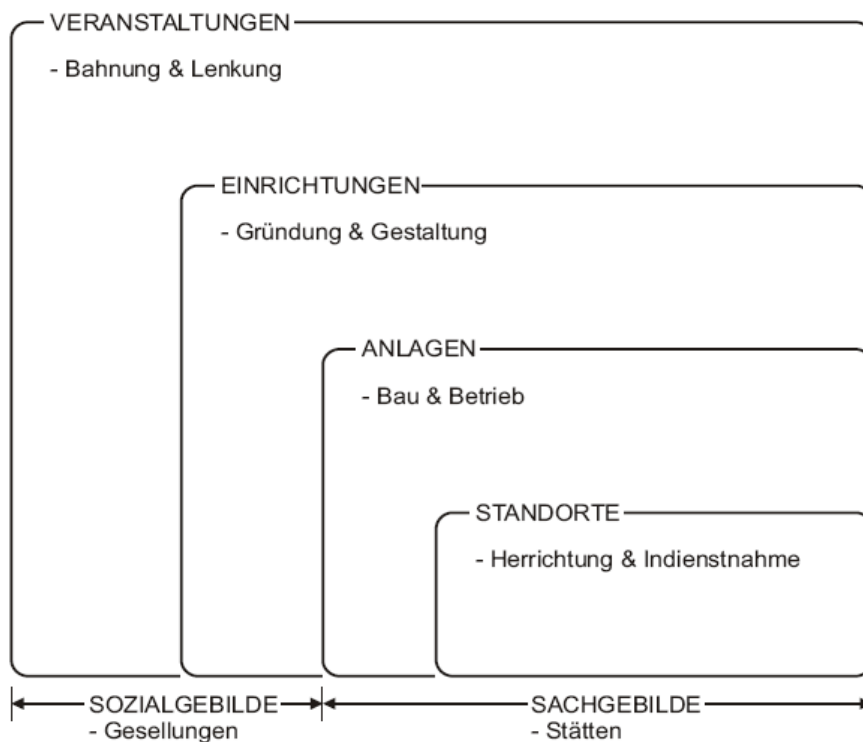 VERANSTALTUNGEN
- Bahnung & Lenkung
EINRICHTUNGEN
- Gründung & Gestaltung
ANLAGEN
- Bau & Betrieb
STANDORTE
- Herrichtung & Indienstnahme
SOZIALGEBILDE
- Gesellungen
SACHGEBILDE
- Stätten